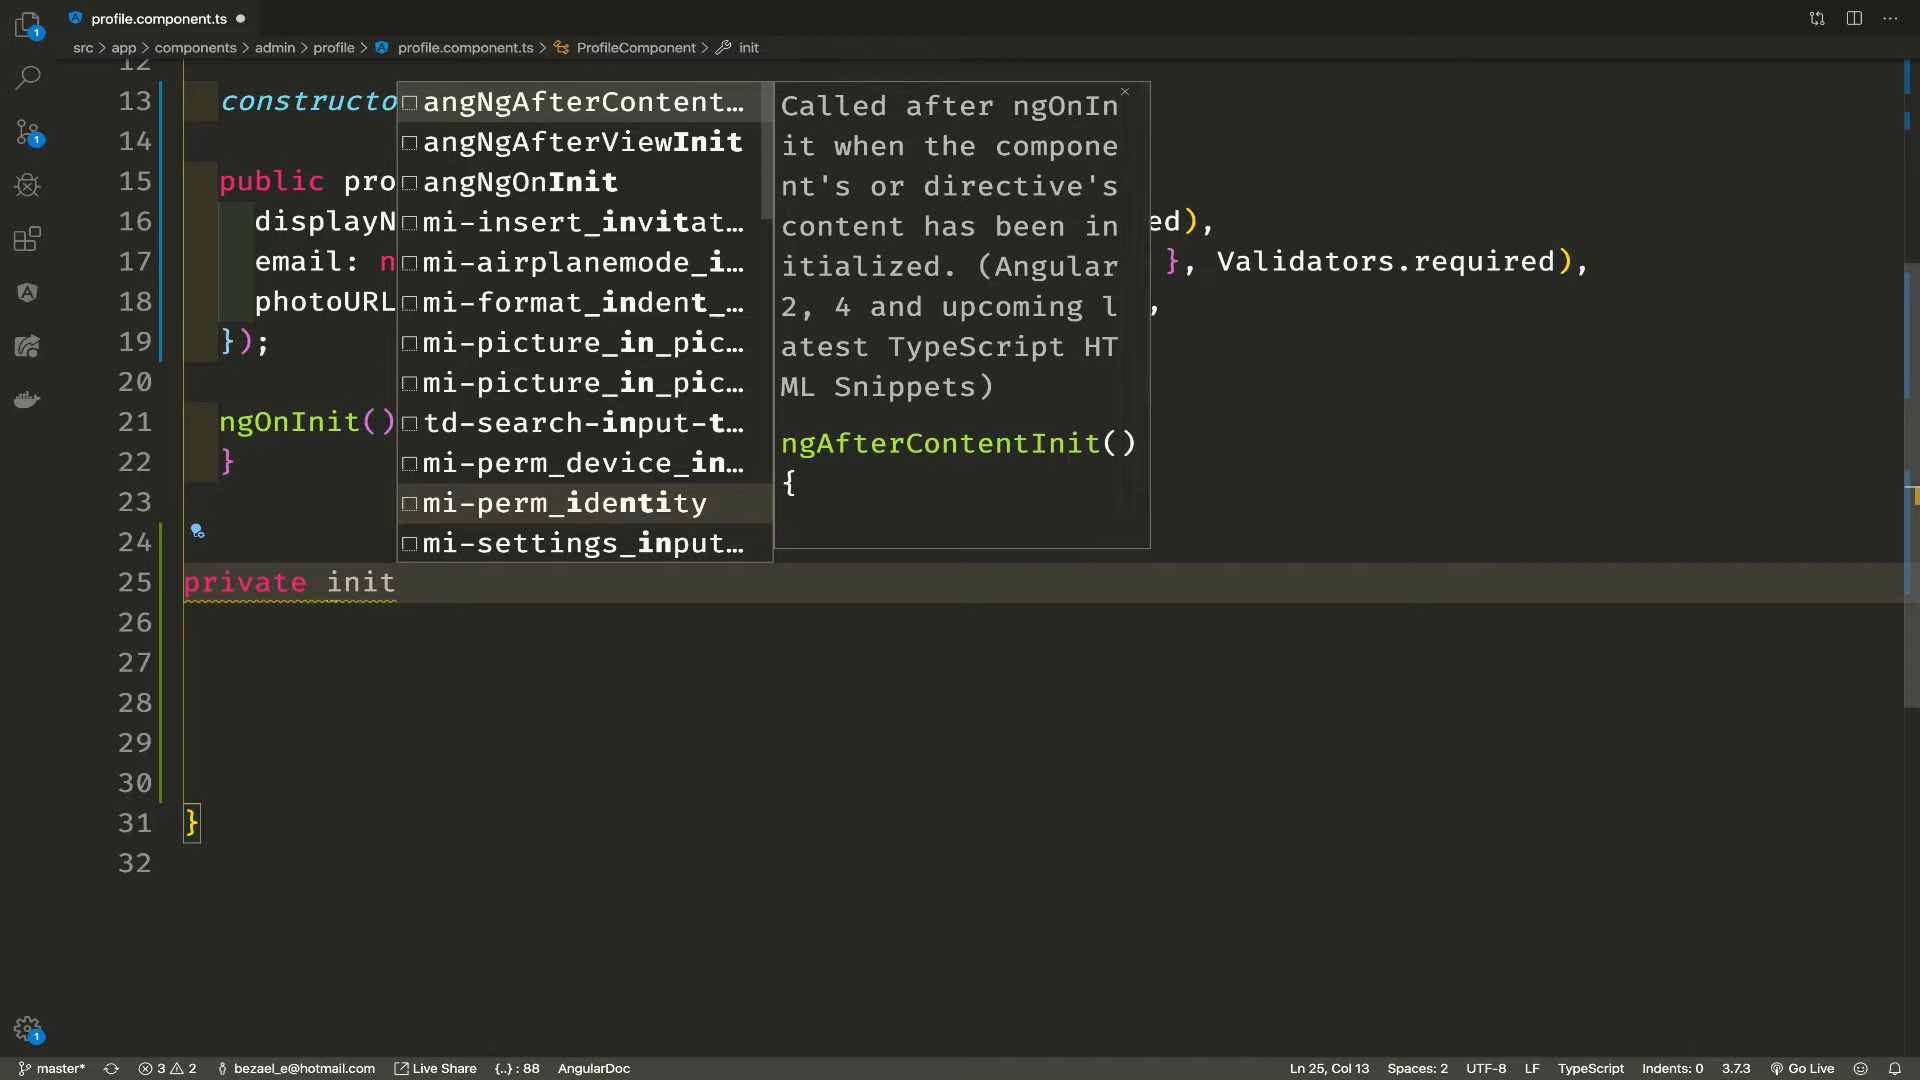 profile.component.ts
src > app > components > admin > profile > profile.component.ts > ProfileComponent > init
12
13 constructo
14
15 public pro
16 displayN ed),
17 email: n }, Validators.required),
18 photoURL ,
19 });
20
21 ngOnInit()
22 }
23
24
25 private init
26
27
28
29
30
31 }
32
angNgAfterContent…
angNgAfterViewInit
angNgOnInit
mi-insert_invitat…
mi-airplanemode_i…
mi-format_indent_…
mi-picture_in_pic…
mi-picture_in_pic…
td-search-input-t…
mi-perm_device_in…
mi-perm_identity
mi-settings_input…
Called after ngOnIn
it when the compone
nt's or directive's
content has been in
itialized. (Angular
2, 4 and upcoming l
atest TypeScript HT
ML Snippets)
ngAfterContentInit()
{
1
1
1
master* 3 2 bezael_e@hotmail.com Live Share {..} : 88 AngularDoc Ln 25, Col 13 Spaces: 2 UTF-8 LF TypeScript Indents: 0 3.7.3 Go Live